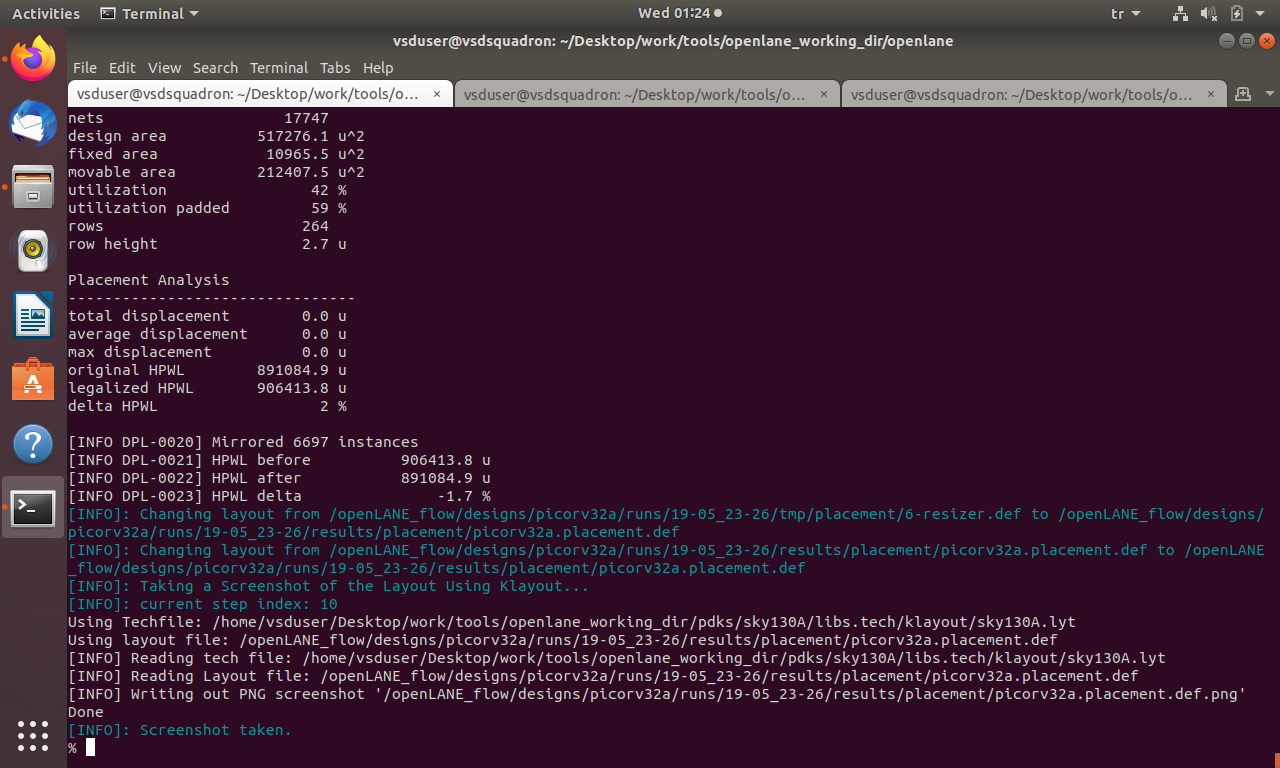 Activities Terminal Wed 01:24 tr
vsduser@vsdsquadron: ~/Desktop/work/tools/openlane_working_dir/openlane
File Edit View Search Terminal Tabs Help
vsduser@vsdsquadron: ~/Desktop/work/tools/o... × vsduser@vsdsquadron: ~/Desktop/work/tools/o... × vsduser@vsdsquadron: ~/Desktop/work/tools/o... ×
nets                    17747
design area          517276.1 u^2
fixed area            10965.5 u^2
movable area         212407.5 u^2
utilization                42 %
utilization padded         59 %
rows                      264
row height                2.7 u
Placement Analysis
--------------------------------
total displacement        0.0 u
average displacement      0.0 u
max displacement          0.0 u
original HPWL        891084.9 u
legalized HPWL       906413.8 u
delta HPWL                  2 %
[INFO DPL-0020] Mirrored 6697 instances
[INFO DPL-0021] HPWL before          906413.8 u
[INFO DPL-0022] HPWL after           891084.9 u
[INFO DPL-0023] HPWL delta               -1.7 %
[INFO]: Changing layout from /openLANE_flow/designs/picorv32a/runs/19-05_23-26/tmp/placement/6-resizer.def to /openLANE_flow/designs/
picorv32a/runs/19-05_23-26/results/placement/picorv32a.placement.def
[INFO]: Changing layout from /openLANE_flow/designs/picorv32a/runs/19-05_23-26/results/placement/picorv32a.placement.def to /openLANE
_flow/designs/picorv32a/runs/19-05_23-26/results/placement/picorv32a.placement.def
[INFO]: Taking a Screenshot of the Layout Using Klayout...
[INFO]: current step index: 10
Using Techfile: /home/vsduser/Desktop/work/tools/openlane_working_dir/pdks/sky130A/libs.tech/klayout/sky130A.lyt
Using layout file: /openLANE_flow/designs/picorv32a/runs/19-05_23-26/results/placement/picorv32a.placement.def
[INFO] Reading tech file: /home/vsduser/Desktop/work/tools/openlane_working_dir/pdks/sky130A/libs.tech/klayout/sky130A.lyt
[INFO] Reading Layout file: /openLANE_flow/designs/picorv32a/runs/19-05_23-26/results/placement/picorv32a.placement.def
[INFO] Writing out PNG screenshot '/openLANE_flow/designs/picorv32a/runs/19-05_23-26/results/placement/picorv32a.placement.def.png'
Done
[INFO]: Screenshot taken.
%